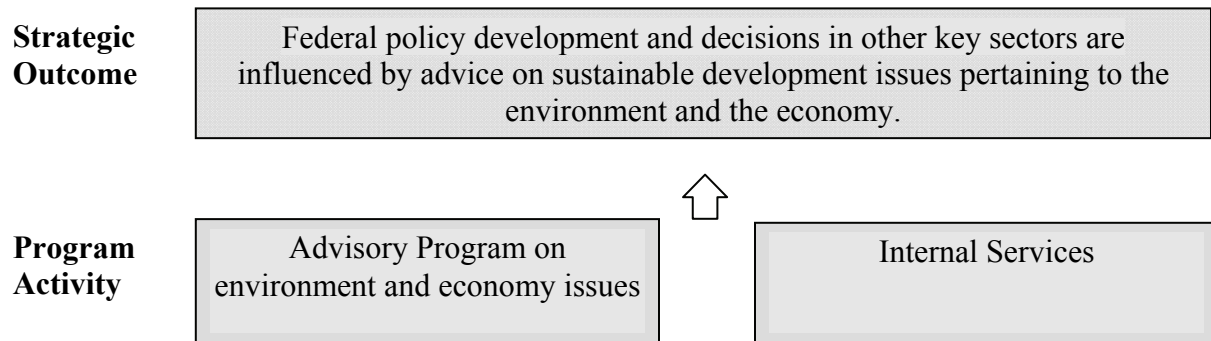 Strategic
Outcome
Federal policy development and decisions in other key sectors are
influenced by advice on sustainable development issues pertaining to the
environment and the economy.
Program
Activity
Advisory Program on
environment and economy issues
Internal Services